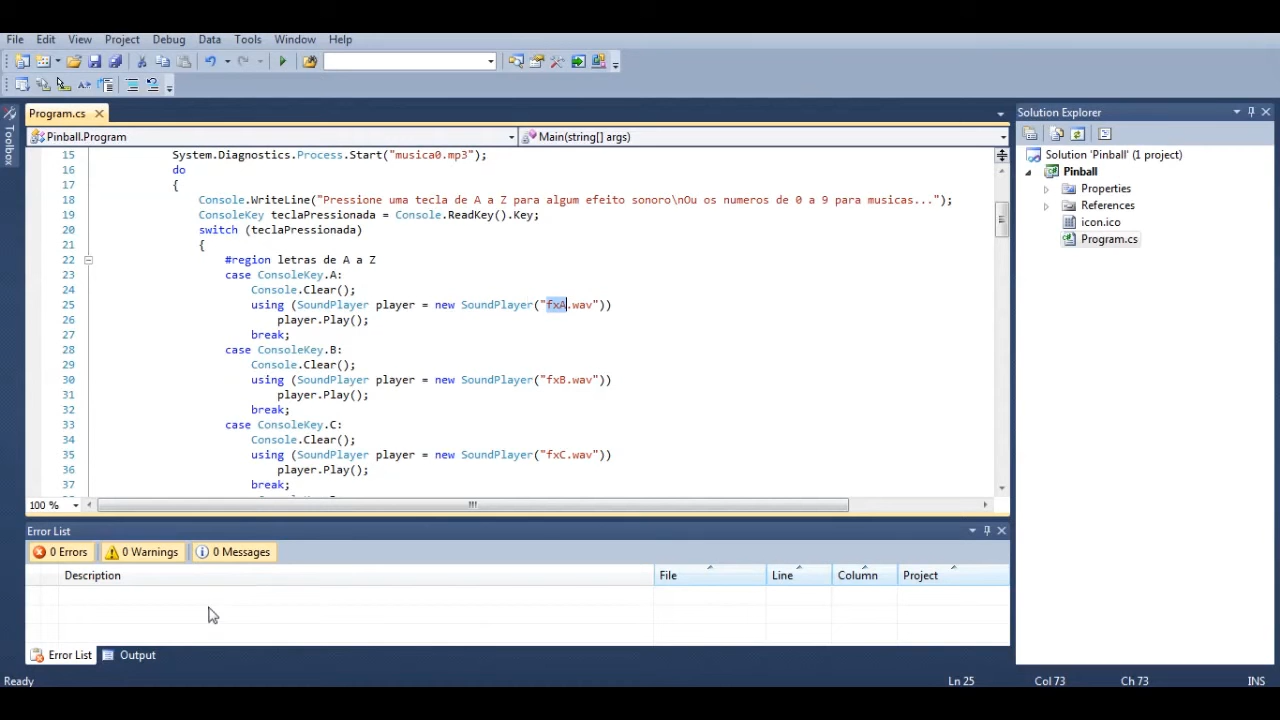 File Edit View Project Debug Data Tools Window Help
Toolbox
Program.cs
Pinball.Program
Main(string[] args)
15 System.Diagnostics.Process.Start("musica0.mp3");
16 do
17 {
18 Console.WriteLine("Pressione uma tecla de A a Z para algum efeito sonoro\nOu os numeros de 0 a 9 para musicas...");
19 ConsoleKey teclaPressionada = Console.ReadKey().Key;
20 switch (teclaPressionada)
21 {
22 #region letras de A a Z
23 case ConsoleKey.A:
24 Console.Clear();
25 using (SoundPlayer player = new SoundPlayer("fxA.wav"))
26 player.Play();
27 break;
28 case ConsoleKey.B:
29 Console.Clear();
30 using (SoundPlayer player = new SoundPlayer("fxB.wav"))
31 player.Play();
32 break;
33 case ConsoleKey.C:
34 Console.Clear();
35 using (SoundPlayer player = new SoundPlayer("fxC.wav"))
36 player.Play();
37 break;
100 %
Solution Explorer
Solution 'Pinball' (1 project)
Pinball
Properties
References
icon.ico
Program.cs
Error List
0 Errors 0 Warnings 0 Messages
Description File Line Column Project
Error List Output
Ready Ln 25 Col 73 Ch 73 INS